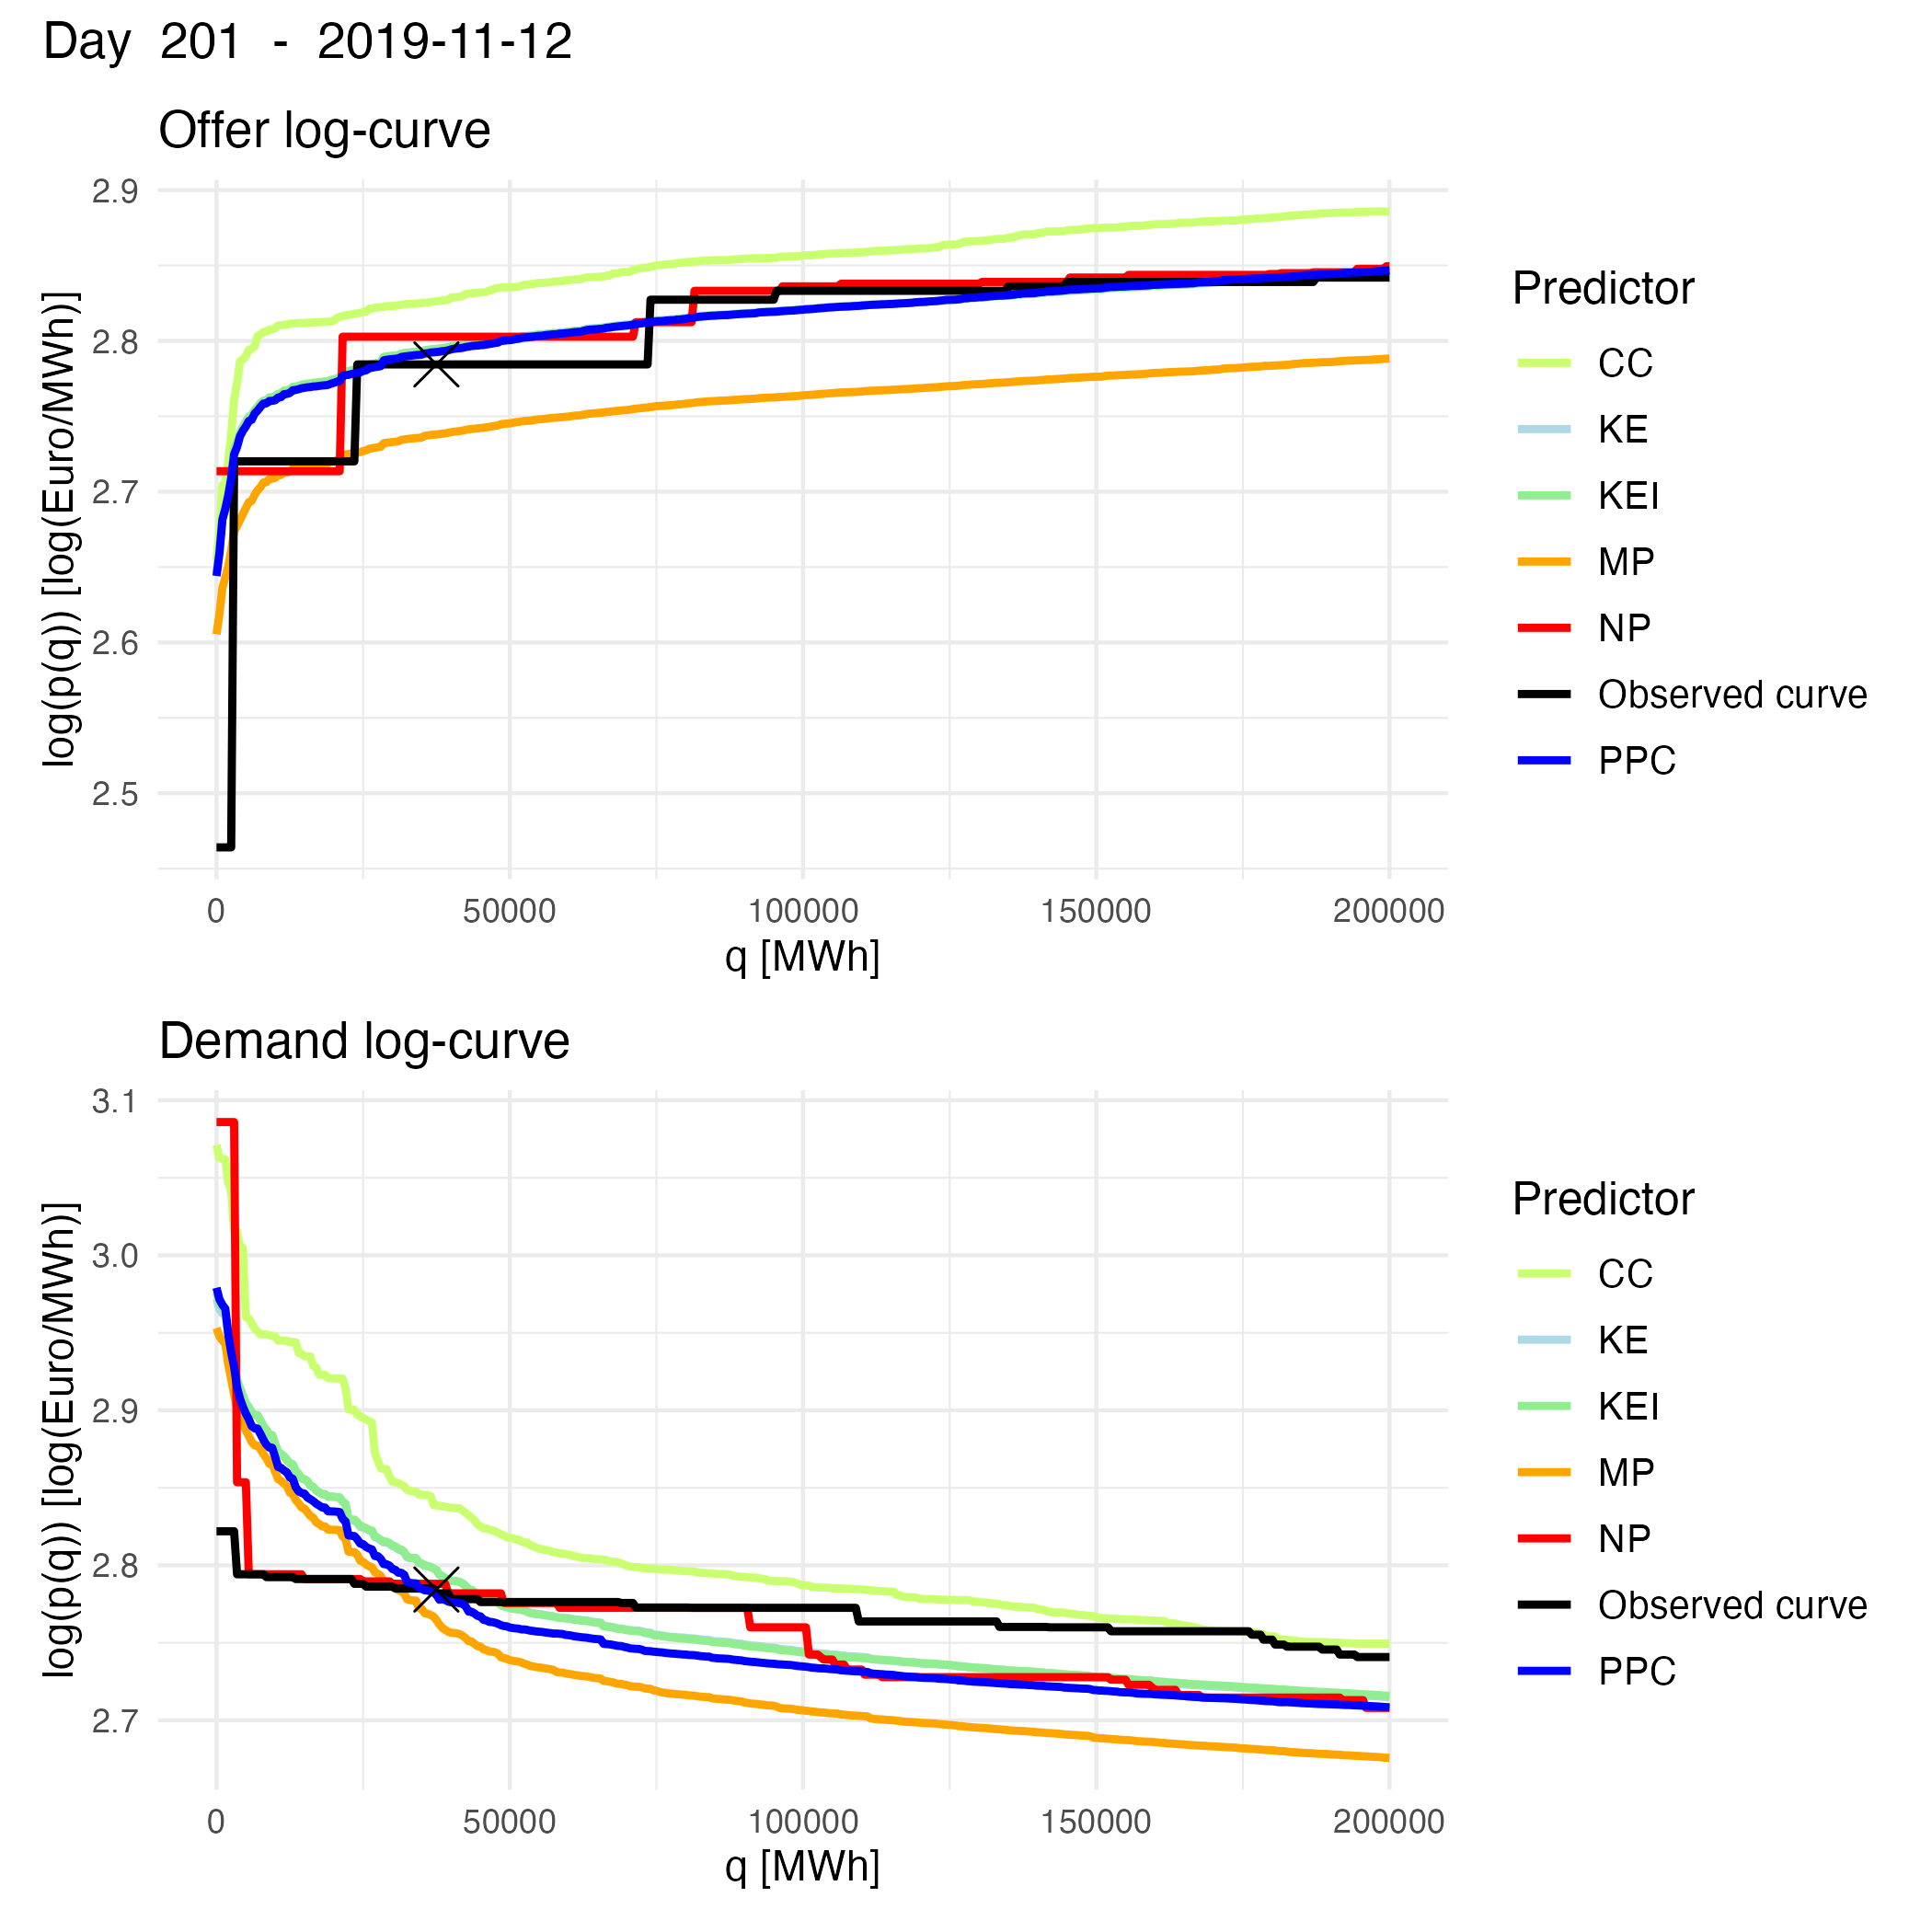 Day 201 - 2019-11-12
Offer log-curve
log(p(q)) [log(Euro/MWh)]
2.9
2.8
2.7
2.6
2.5
0
50000
100000
150000
200000
q [MWh]
Predictor
CC
KE
KEI
MP
NP
Observed curve
PPC
Demand log-curve
log(p(q)) [log(Euro/MWh)]
3.1
3.0
2.9
2.8
2.7
0
50000
100000
150000
200000
q [MWh]
Predictor
CC
KE
KEI
MP
NP
Observed curve
PPC